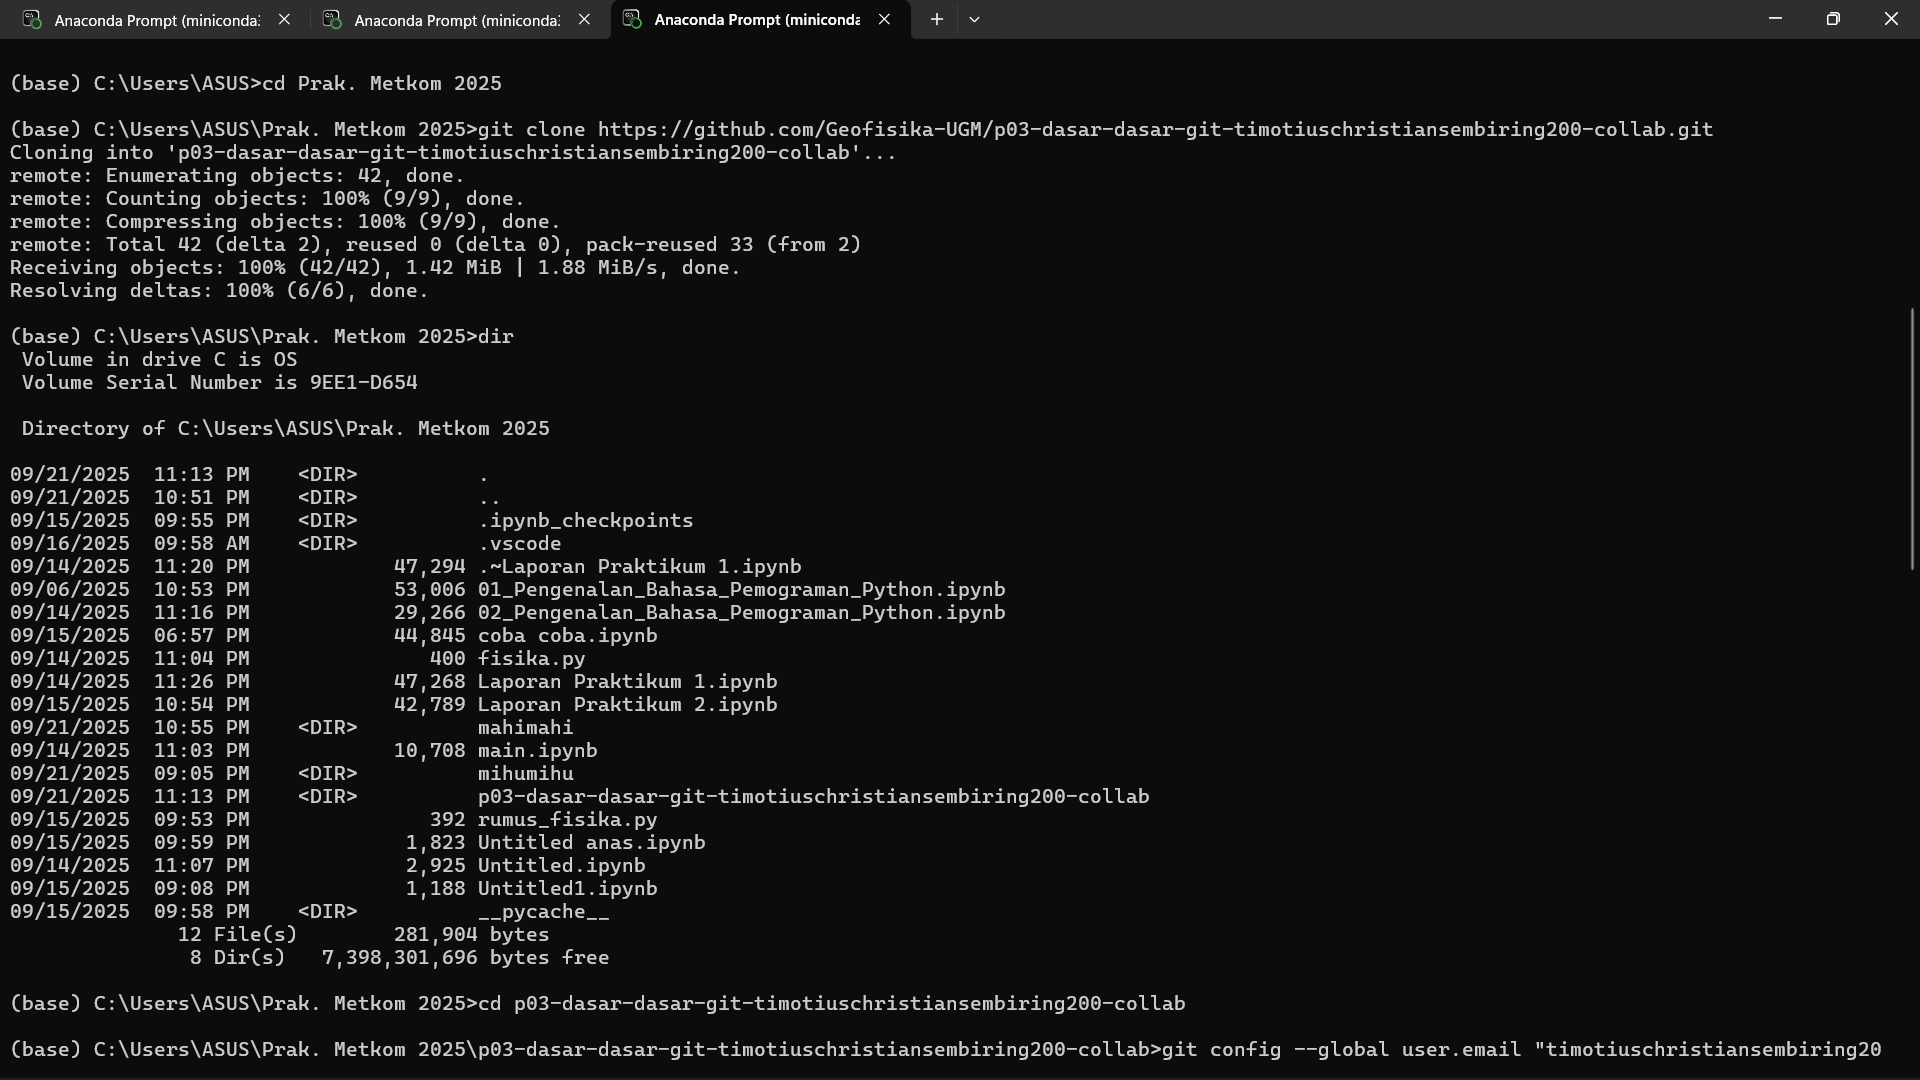 Anaconda Prompt (miniconda: Anaconda Prompt (miniconda: Anaconda Prompt (miniconda
(base) C:\Users\ASUS>cd Prak. Metkom 2025
(base) C:\Users\ASUS\Prak. Metkom 2025>git clone https://github.com/Geofisika-UGM/p03-dasar-dasar-git-timotiuschristiansembiring200-collab.git
Cloning into 'p03-dasar-dasar-git-timotiuschristiansembiring200-collab'...
remote: Enumerating objects: 42, done.
remote: Counting objects: 100% (9/9), done.
remote: Compressing objects: 100% (9/9), done.
remote: Total 42 (delta 2), reused 0 (delta 0), pack-reused 33 (from 2)
Receiving objects: 100% (42/42), 1.42 MiB | 1.88 MiB/s, done.
Resolving deltas: 100% (6/6), done.
(base) C:\Users\ASUS\Prak. Metkom 2025>dir
 Volume in drive C is OS
 Volume Serial Number is 9EE1-D654
 Directory of C:\Users\ASUS\Prak. Metkom 2025
09/21/2025  11:13 PM    <DIR>          .
09/21/2025  10:51 PM    <DIR>          ..
09/15/2025  09:55 PM    <DIR>          .ipynb_checkpoints
09/16/2025  09:58 AM    <DIR>          .vscode
09/14/2025  11:20 PM            47,294 .~Laporan Praktikum 1.ipynb
09/06/2025  10:53 PM            53,006 01_Pengenalan_Bahasa_Pemograman_Python.ipynb
09/14/2025  11:16 PM            29,266 02_Pengenalan_Bahasa_Pemograman_Python.ipynb
09/15/2025  06:57 PM            44,845 coba coba.ipynb
09/14/2025  11:04 PM               400 fisika.py
09/14/2025  11:26 PM            47,268 Laporan Praktikum 1.ipynb
09/15/2025  10:54 PM            42,789 Laporan Praktikum 2.ipynb
09/21/2025  10:55 PM    <DIR>          mahimahi
09/14/2025  11:03 PM            10,708 main.ipynb
09/21/2025  09:05 PM    <DIR>          mihumihu
09/21/2025  11:13 PM    <DIR>          p03-dasar-dasar-git-timotiuschristiansembiring200-collab
09/15/2025  09:53 PM               392 rumus_fisika.py
09/15/2025  09:59 PM             1,823 Untitled anas.ipynb
09/14/2025  11:07 PM             2,925 Untitled.ipynb
09/15/2025  09:08 PM             1,188 Untitled1.ipynb
09/15/2025  09:58 PM    <DIR>          __pycache__
              12 File(s)        281,904 bytes
               8 Dir(s)   7,398,301,696 bytes free
(base) C:\Users\ASUS\Prak. Metkom 2025>cd p03-dasar-dasar-git-timotiuschristiansembiring200-collab
(base) C:\Users\ASUS\Prak. Metkom 2025\p03-dasar-dasar-git-timotiuschristiansembiring200-collab>git config --global user.email "timotiuschristiansembiring20